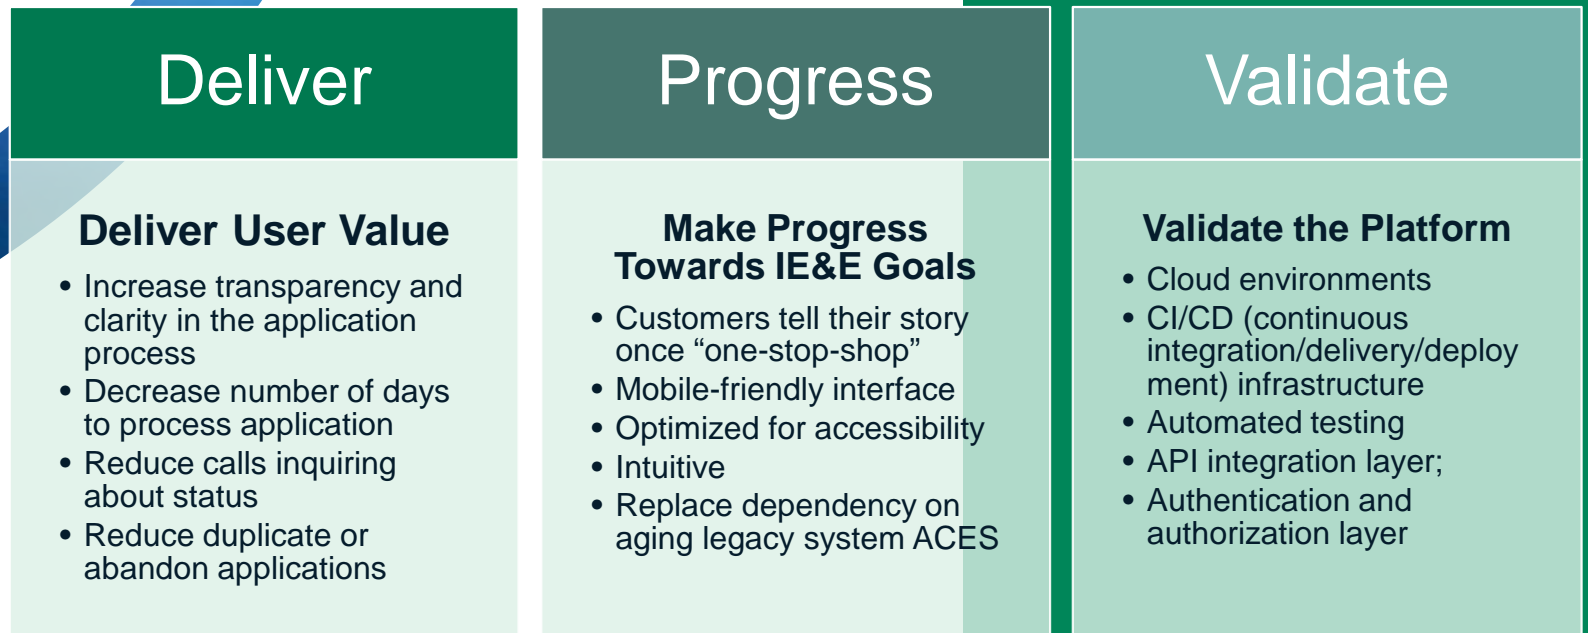 Deliver
Deliver User Value
• Increase transparency and
clarity in the application
process
• Decrease number of days
to process application
• Reduce calls inquiring
about status
• Reduce duplicate or
abandon applications
Progress
Make Progress
Towards IE&E Goals
• Customers tell their story
once “one-stop-shop”
• Mobile-friendly interface
• Optimized for accessibility
• Intuitive
• Replace dependency on
aging legacy system ACES
Validate
Validate the Platform
• Cloud environments
• CI/CD (continuous
integration/delivery/deploy
ment) infrastructure
• Automated testing
• API integration layer;
• Authentication and
authorization layer